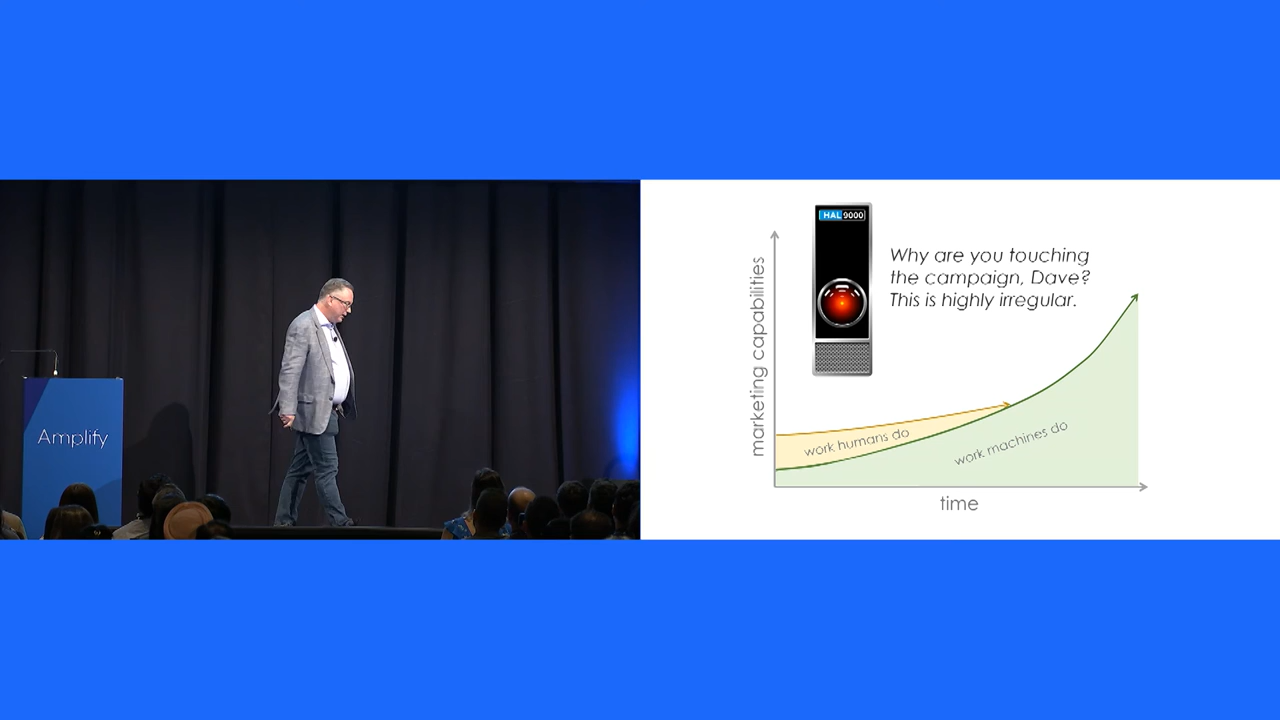 Amplify
HAL 9000
Why are you touching
the campaign, Dave?
This is highly irregular.
marketing capabilities
work humans do
work machines do
time